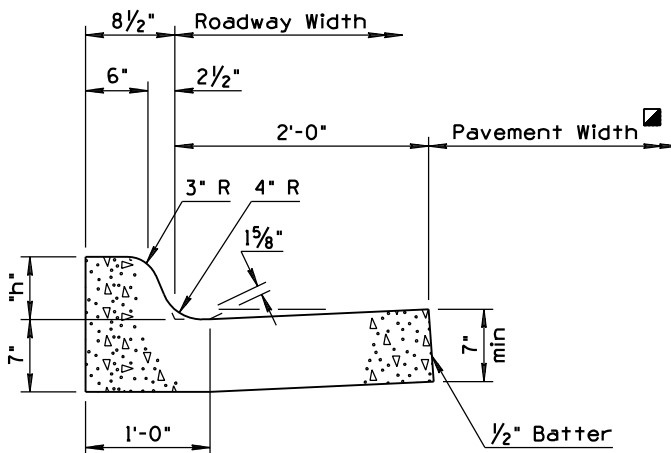 8½" Roadway Width
6" 2½"
2'-0" Pavement Width
3" R 4" R
1⅝"
"h"
7"
7" min
1'-0"
½" Batter